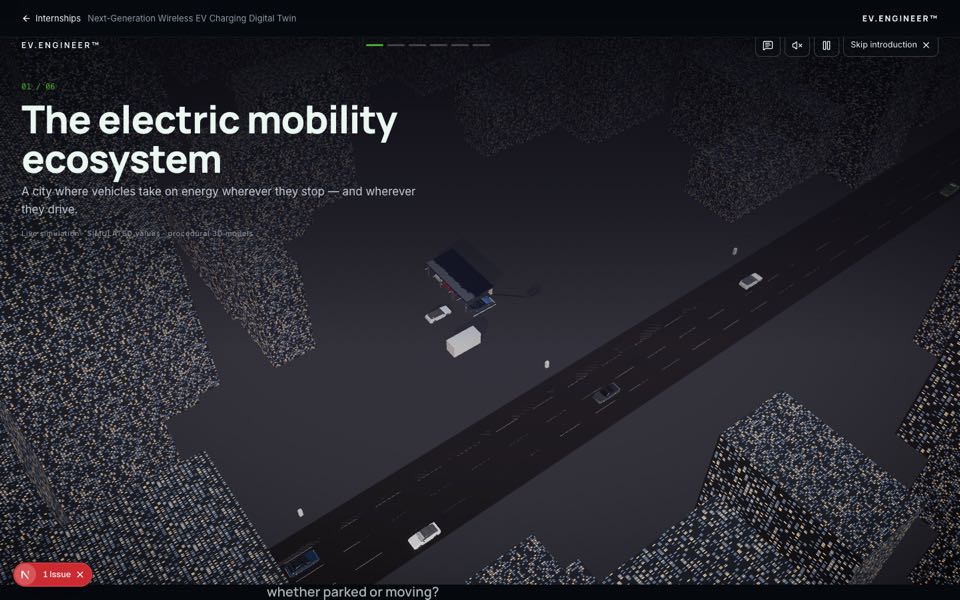 ← Internships Next-Generation Wireless EV Charging Digital Twin EV.ENGINEER™
EV.ENGINEER™ Skip introduction ×
01 / 06
The electric mobility
ecosystem
A city where vehicles take on energy wherever they stop — and wherever
they drive.
Live simulation · SIMULATED values · procedural 3D models
N 1 Issue ×
whether parked or moving?